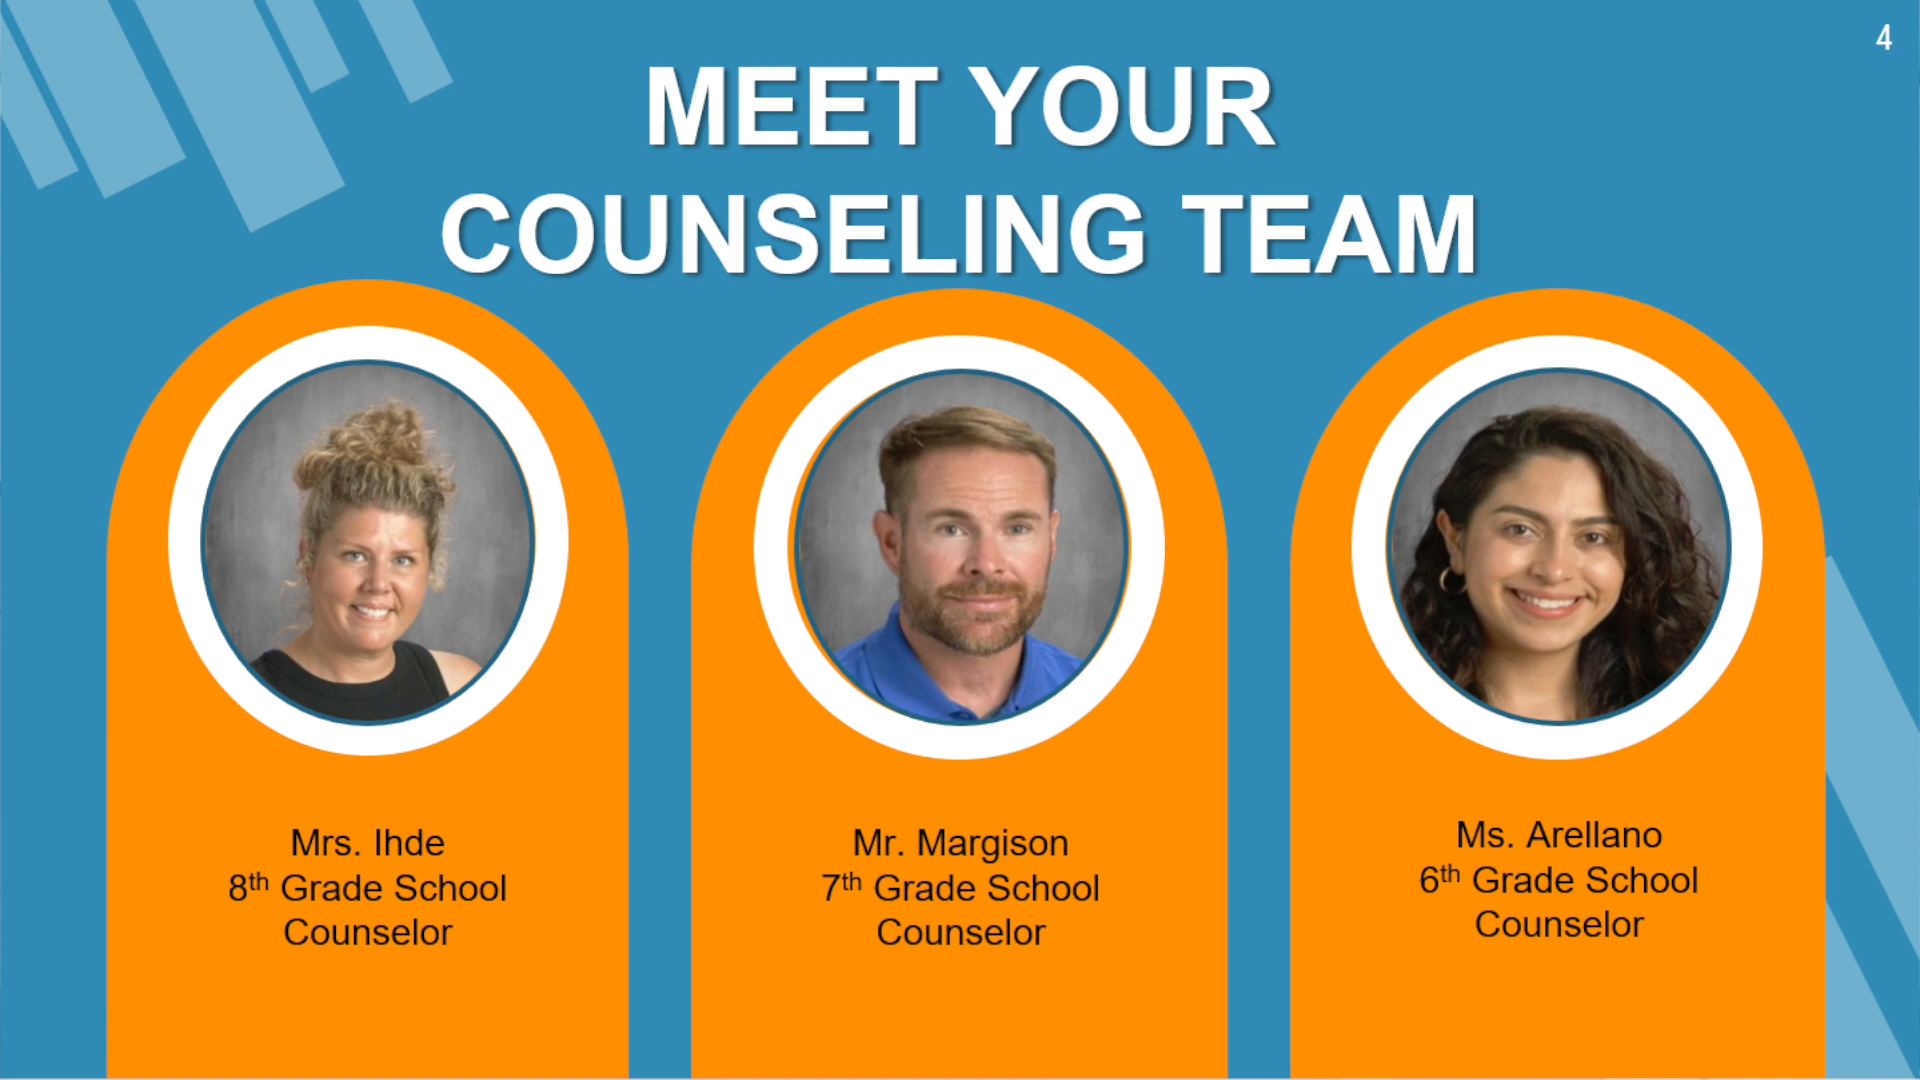 4
MEET YOUR
COUNSELING TEAM
Mrs. Ihde
8th Grade School
Counselor
Mr. Margison
7th Grade School
Counselor
Ms. Arellano
6th Grade School
Counselor